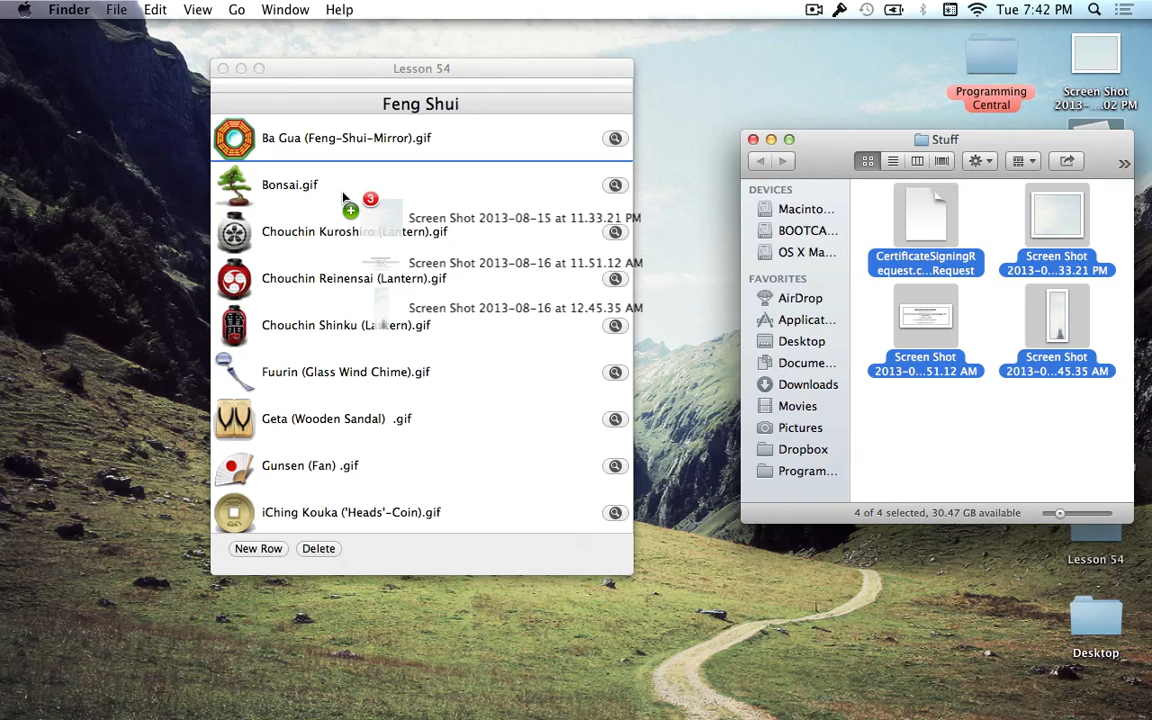 Finder File Edit View Go Window Help
Tue 7:42 PM
Lesson 54
Feng Shui
Ba Gua (Feng-Shui-Mirror).gif
Bonsai.gif
3
Screen Shot 2013-08-15 at 11.33.21 PM
Chouchin Kuroshiro (Lantern).gif
Screen Shot 2013-08-16 at 11.51.12 AM
Chouchin Reinensai (Lantern).gif
Screen Shot 2013-08-16 at 12.45.35 AM
Chouchin Shinku (Lantern).gif
Fuurin (Glass Wind Chime).gif
Geta (Wooden Sandal) .gif
Gunsen (Fan) .gif
iChing Kouka ('Heads'-Coin).gif
New Row Delete
Programming
Central
Screen Shot
2013-...02 PM
Stuff
DEVICES
Macinto...
BOOTCA...
OS X Ma...
FAVORITES
AirDrop
Applicat...
Desktop
Docume...
Downloads
Movies
Pictures
Dropbox
Program...
CertificateSigningR
equest.c...Request
Screen Shot
2013-0...33.21 PM
Screen Shot
2013-0...51.12 AM
Screen Shot
2013-0...45.35 AM
4 of 4 selected, 30.47 GB available
Lesson 54
Desktop